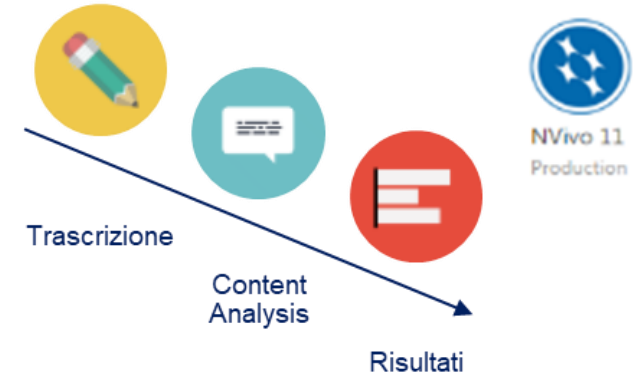 NVivo 11
Production
Trascrizione
Content
Analysis
Risultati